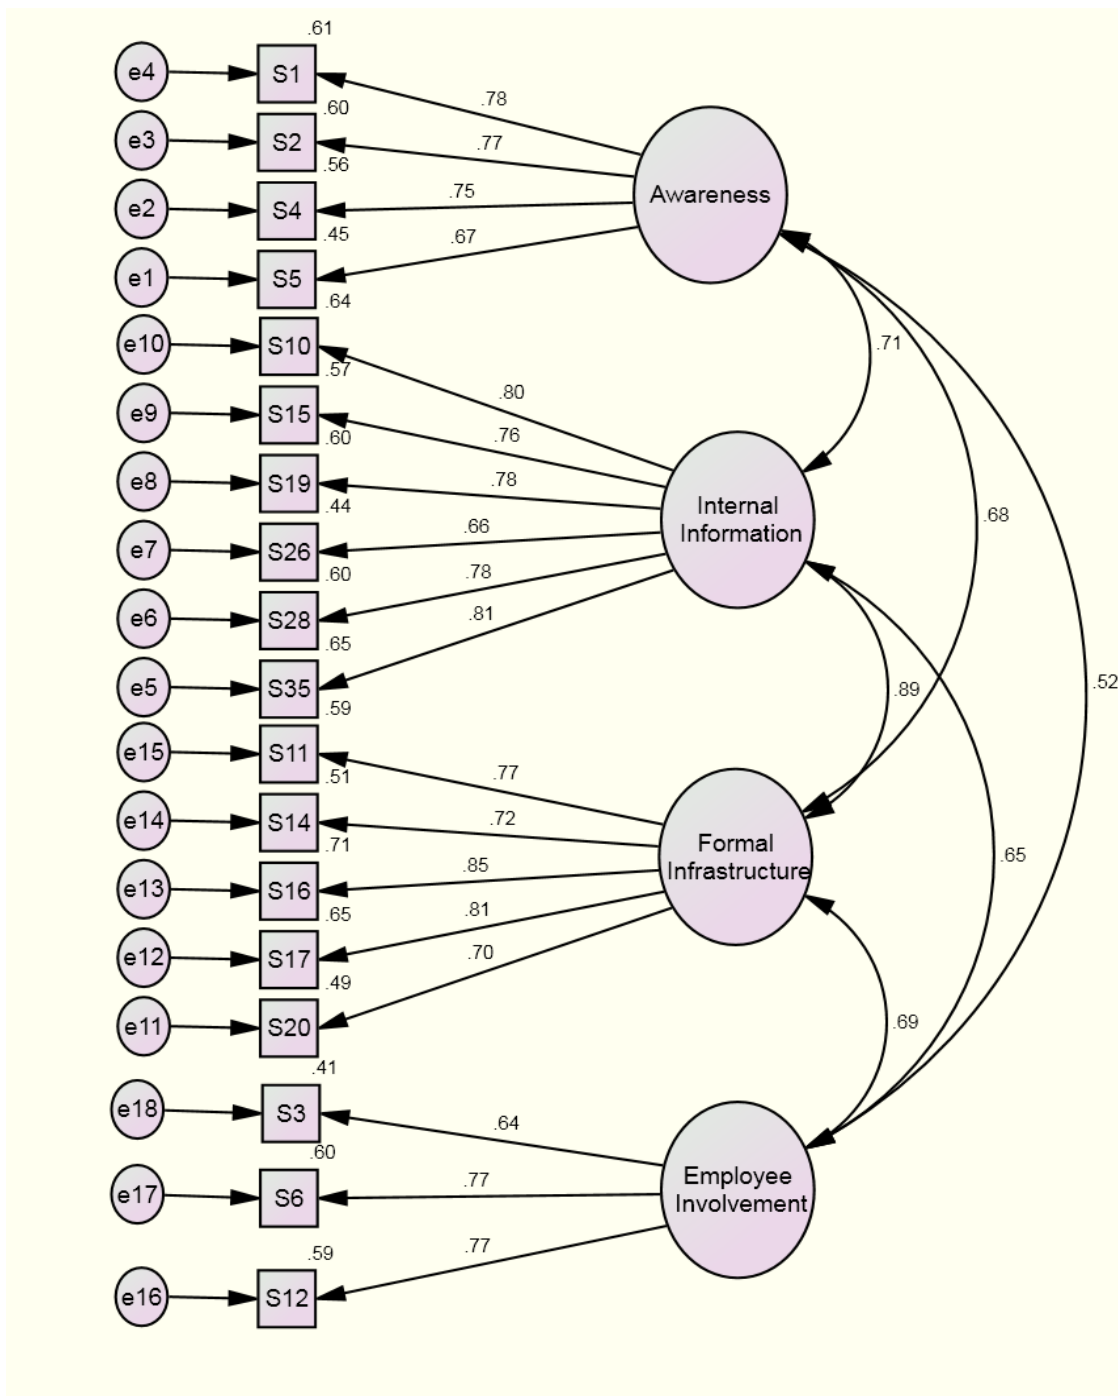 .61
e4 S1 .78
.60
e3 S2 .77
.56
e2 S4 .75
Awareness
.45
e1 S5 .67
.64
e10 S10 .71
.57
.80
e9 S15 .76
.60
e8 S19 .78
Internal
Information
.68
.44
e7 S26 .66
.60
e6 S28 .78
.65
.81
e5 S35 .89 .52
.59
e15 S11 .77
.51
e14 S14 .72
.71
Formal
Infrastructure
.65
e13 S16 .85
.65
e12 S17 .81
.49
.70
e11 S20 .69
.41
e18 S3 .64
.60
e17 S6 .77
Employee
Involvement
.59
.77
e16 S12